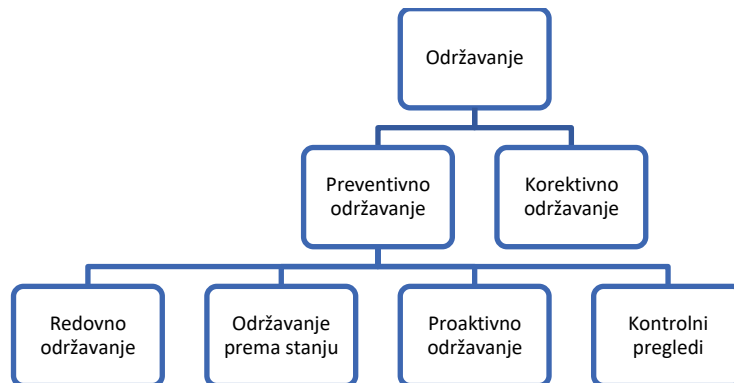 Održavanje
Preventivno
održavanje
Korektivno
održavanje
Redovno
održavanje
Održavanje
prema stanju
Proaktivno
održavanje
Kontrolni
pregledi